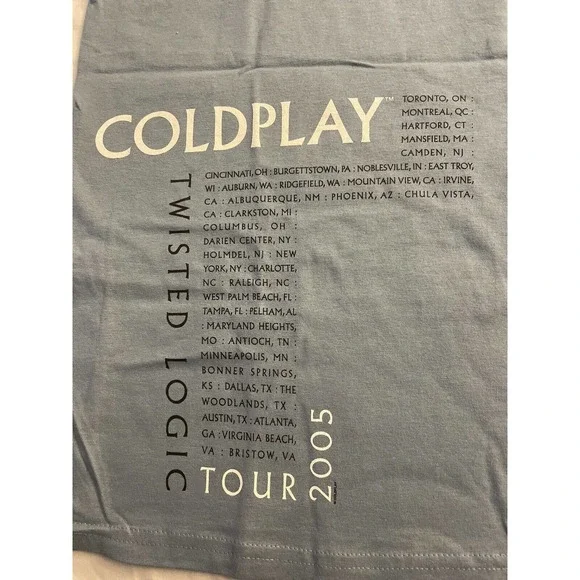 COLDPLAY™
TORONTO, ON :
MONTREAL, QC :
HARTFORD, CT :
MANSFIELD, MA :
CAMDEN, NJ :
CINCINNATI, OH : BURGETTSTOWN, PA : NOBLESVILLE, IN : EAST TROY,
WI : AUBURN, WA : RIDGEFIELD, WA : MOUNTAIN VIEW, CA : IRVINE,
CA : ALBUQUERQUE, NM : PHOENIX, AZ : CHULA VISTA,
CA : CLARKSTON, MI :
COLUMBUS, OH :
DARIEN CENTER, NY :
HOLMDEL, NJ : NEW
YORK, NY : CHARLOTTE,
NC : RALEIGH, NC :
WEST PALM BEACH, FL :
TAMPA, FL : PELHAM, AL
: MARYLAND HEIGHTS,
MO : ANTIOCH, TN :
MINNEAPOLIS, MN :
BONNER SPRINGS,
KS : DALLAS, TX : THE
WOODLANDS, TX :
AUSTIN, TX : ATLANTA,
GA : VIRGINIA BEACH,
VA : BRISTOW, VA
TWISTED LOGIC
TOUR
2005